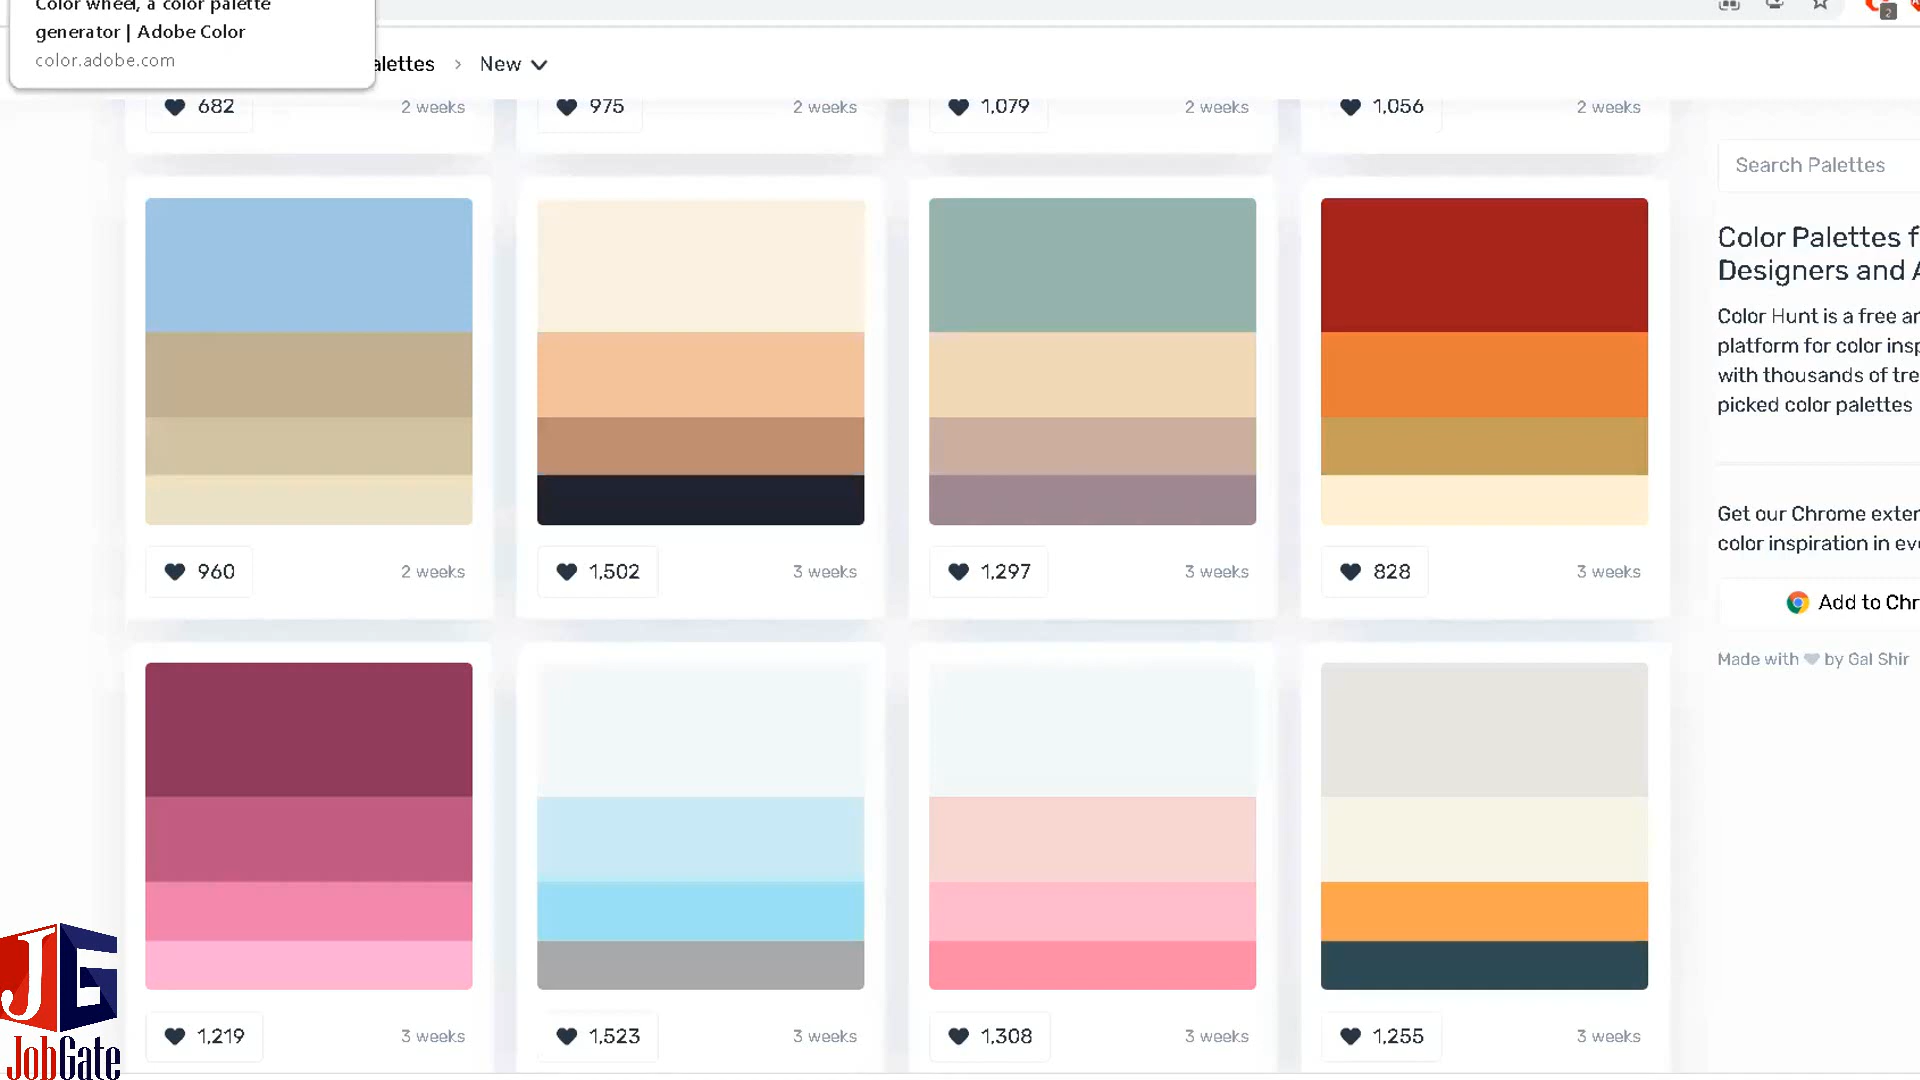 Color wheel, a color palette
generator | Adobe Color
color.adobe.com
alettes > New
682 2 weeks
975 2 weeks
1,079 2 weeks
1,056 2 weeks
2
Search Palettes
Color Palettes f
Designers and A
Color Hunt is a free an
platform for color insp
with thousands of tre
picked color palettes
960 2 weeks
1,502 3 weeks
1,297 3 weeks
828 3 weeks
Get our Chrome exter
color inspiration in eve
Add to Chr
Made with ♥ by Gal Shir
1,219 3 weeks
1,523 3 weeks
1,308 3 weeks
1,255 3 weeks
JG
JobGate